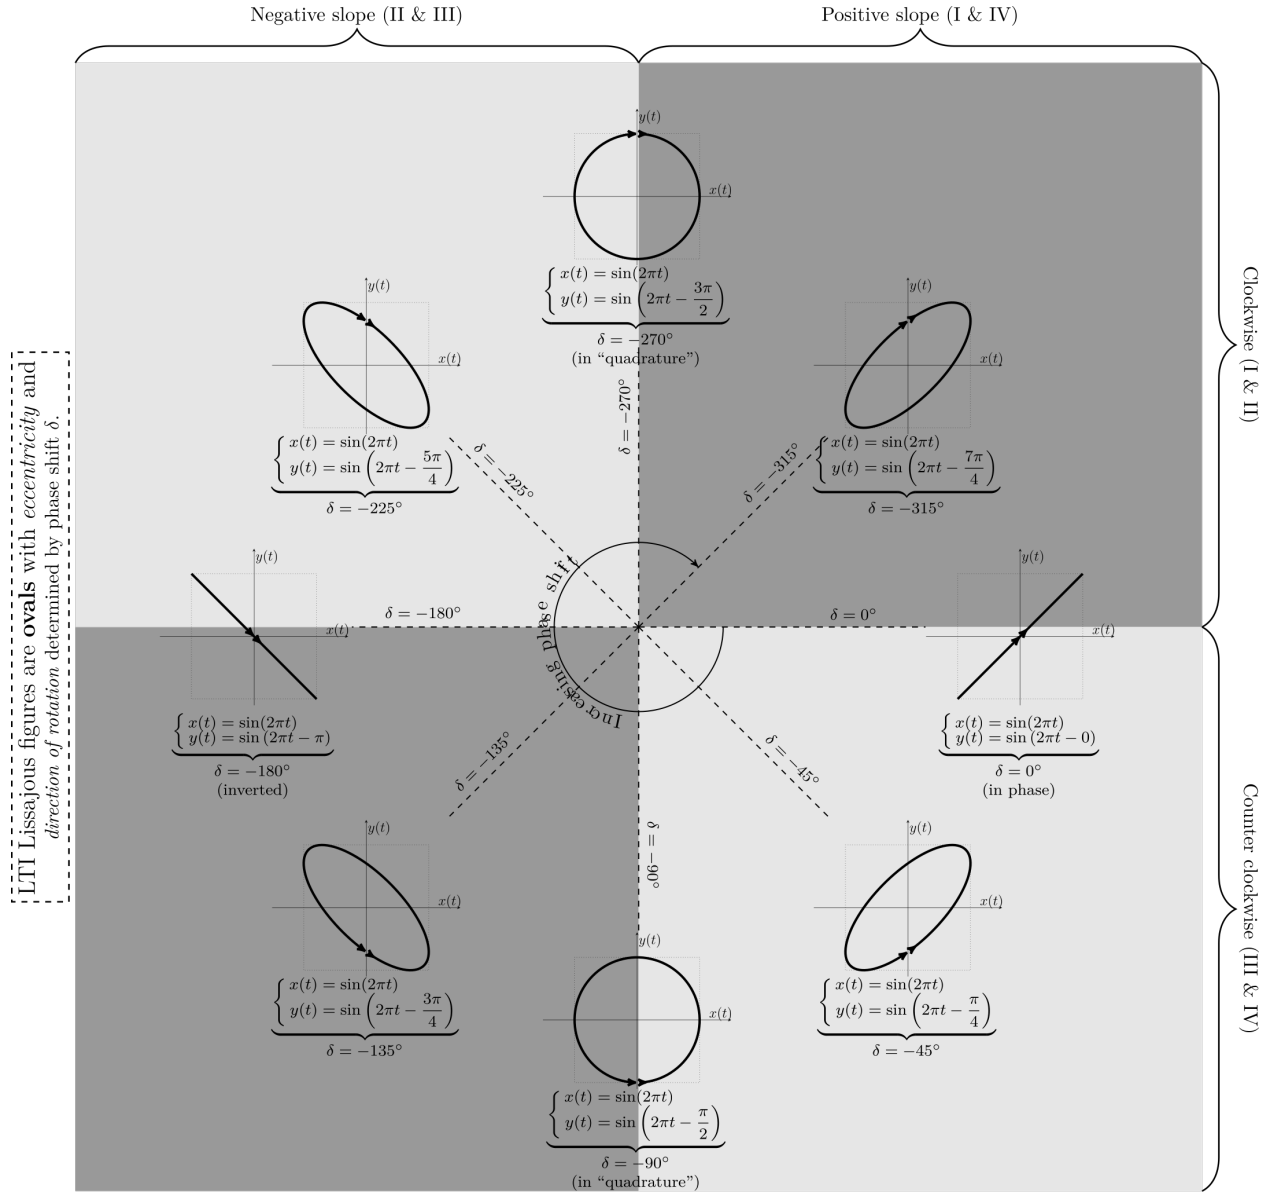 Negative slope (II & III)
Positive slope (I & IV)
Clockwise (I & II)
Counter clockwise (III & IV)
LTI Lissajous figures are ovals with eccentricity and
direction of rotation determined by phase shift δ.
y(t)
x(t)
x(t) = sin(2πt)
y(t) = sin (2πt − 3π/2)
δ = −270°
(in “quadrature”)
y(t)
x(t)
x(t) = sin(2πt)
y(t) = sin (2πt − 5π/4)
δ = −225°
y(t)
x(t)
x(t) = sin(2πt)
y(t) = sin (2πt − 7π/4)
δ = −315°
δ = −225°
δ = −270°
δ = −315°
y(t)
x(t)
x(t) = sin(2πt)
y(t) = sin (2πt − π)
δ = −180°
(inverted)
δ = −180°
Increasing phase shift
δ = 0°
y(t)
x(t)
x(t) = sin(2πt)
y(t) = sin (2πt − 0)
δ = 0°
(in phase)
δ = −135°
δ = −90°
δ = −45°
y(t)
x(t)
x(t) = sin(2πt)
y(t) = sin (2πt − 3π/4)
δ = −135°
y(t)
x(t)
x(t) = sin(2πt)
y(t) = sin (2πt − π/4)
δ = −45°
y(t)
x(t)
x(t) = sin(2πt)
y(t) = sin (2πt − π/2)
δ = −90°
(in “quadrature”)